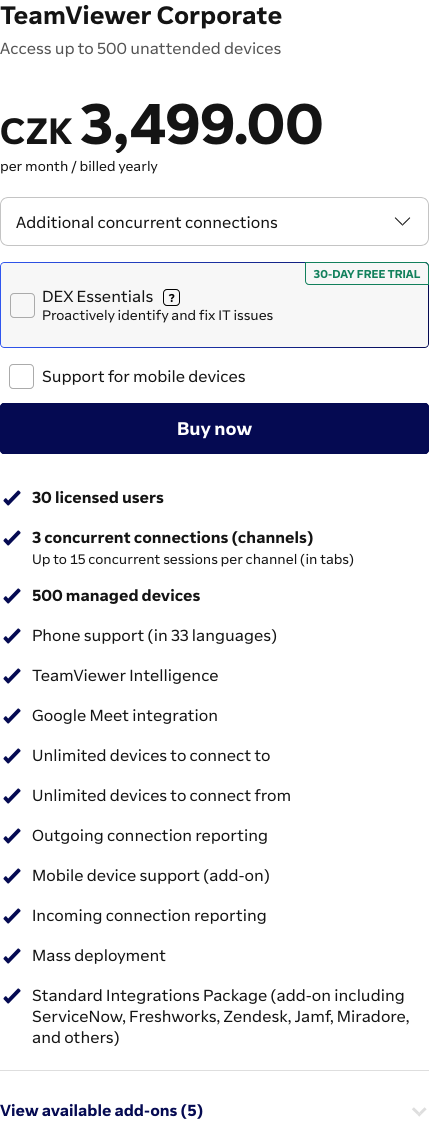 TeamViewer Corporate
Access up to 500 unattended devices
CZK 3,499.00
per month / billed yearly
Additional concurrent connections
30-DAY FREE TRIAL
DEX Essentials ?
Proactively identify and fix IT issues
Support for mobile devices
Buy now
30 licensed users
3 concurrent connections (channels)
Up to 15 concurrent sessions per channel (in tabs)
500 managed devices
Phone support (in 33 languages)
TeamViewer Intelligence
Google Meet integration
Unlimited devices to connect to
Unlimited devices to connect from
Outgoing connection reporting
Mobile device support (add-on)
Incoming connection reporting
Mass deployment
Standard Integrations Package (add-on including
ServiceNow, Freshworks, Zendesk, Jamf, Miradore,
and others)
View available add-ons (5)